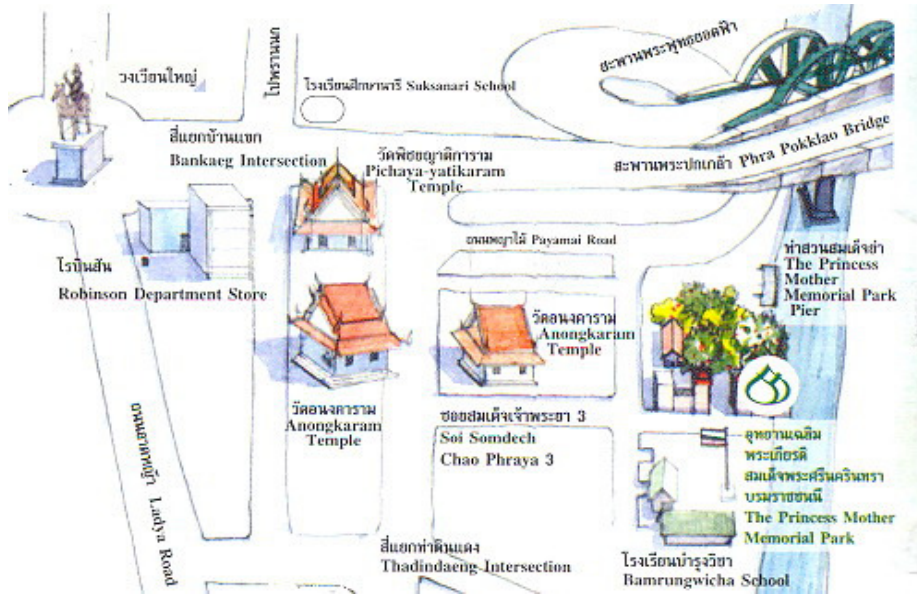 สะพานพระพุทธยอดฟ้า
วงเวียนใหญ่
ไปพรานนก
โรงเรียนศึกษานารี Suksanari School
สี่แยกบ้านแขก
Bankaeg Intersection
วัดพิชยญาติการาม
Pichaya-yatikaram
Temple
สะพานพระปกเกล้า Phra Pokklao Bridge
ถนนพญาไม้ Payamai Road
ท่าสวนสมเด็จย่า
The Princess
Mother
Memorial Park
Pier
โรบินสัน
Robinson Department Store
วัดอนงคาราม
Anongkaram
Temple
วัดอนงคาราม
Anongkaram
Temple
ซอยสมเด็จเจ้าพระยา 3
Soi Somdech
Chao Phraya 3
ถนนลาดหญ้า Ladya Road
อุทยานเฉลิม
พระเกียรติ
สมเด็จพระศรีนครินทรา
บรมราชชนนี
The Princess Mother
Memorial Park
สี่แยกท่าดินแดง
Thadindaeng Intersection
โรงเรียนบำรุงวิชา
Bamrungwicha School